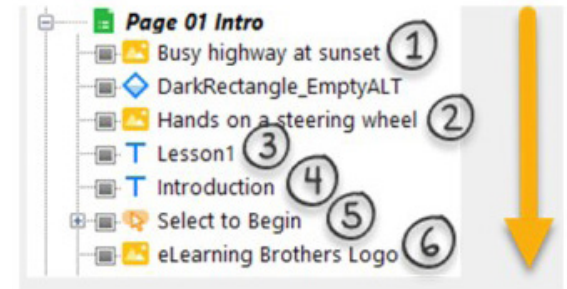 Page 01 Intro
Busy highway at sunset 1
DarkRectangle_EmptyALT
Hands on a steering wheel 2
Lesson1 3
Introduction 4
Select to Begin 5
eLearning Brothers Logo 6